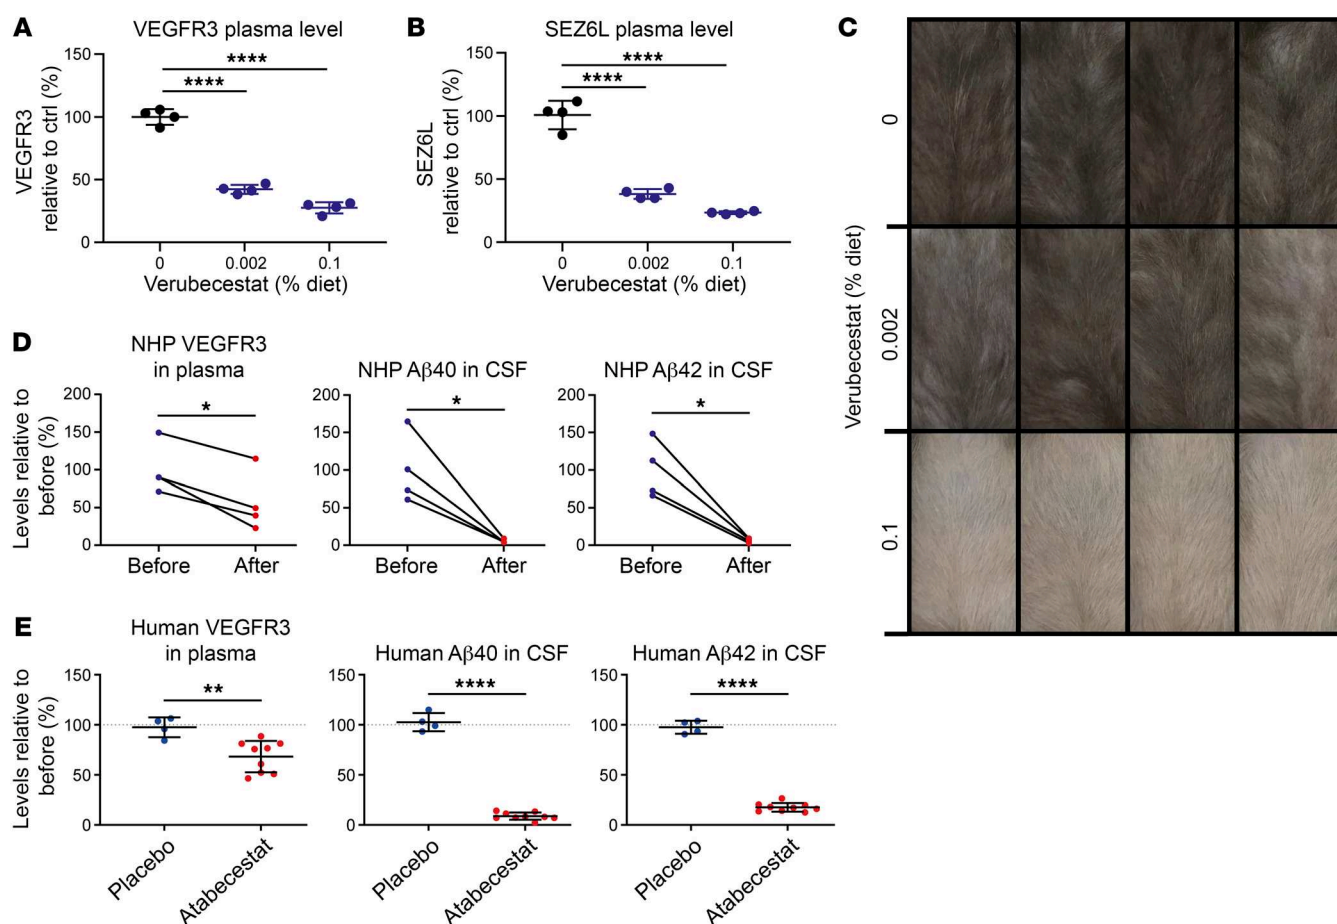 A
VEGFR3 plasma level
VEGFR3
relative to ctrl (%)
150
100
50
0
****
****
0
0.002
0.1
Verubecestat (% diet)
B
SEZ6L plasma level
SEZ6L
relative to ctrl (%)
150
100
50
0
****
****
0
0.002
0.1
Verubecestat (% diet)
C
Verubecestat (% diet)
0
0.002
0.1
D
NHP VEGFR3
in plasma
Levels relative to
before (%)
200
150
100
50
0
*
Before
After
NHP Aβ40 in CSF
200
150
100
50
0
*
Before
After
NHP Aβ42 in CSF
200
150
100
50
0
*
Before
After
E
Human VEGFR3
in plasma
Levels relative to
before (%)
150
100
50
0
**
Placebo
Atabecestat
Human Aβ40 in CSF
150
100
50
0
****
Placebo
Atabecestat
Human Aβ42 in CSF
150
100
50
0
****
Placebo
Atabecestat